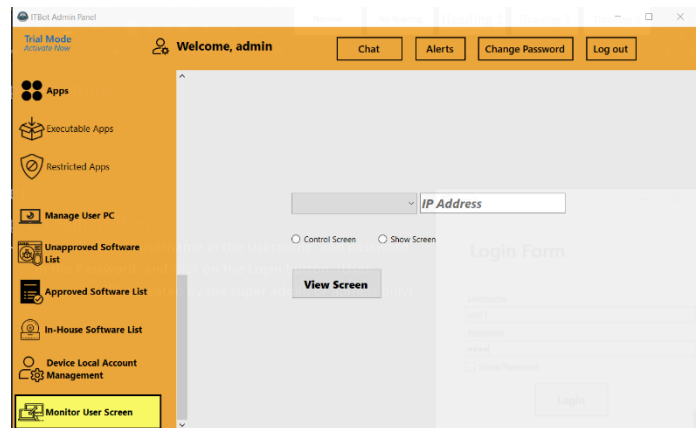 ITBot Admin Panel
Trial Mode
Activate Now
Welcome, admin
Chat
Alerts
Change Password
Log out
Apps
Executable Apps
Restricted Apps
Manage User PC
Unapproved Software
List
Approved Software List
In-House Software List
Device Local Account
Management
Monitor User Screen
IP Address
Control Screen
Show Screen
View Screen
Login Form
Login